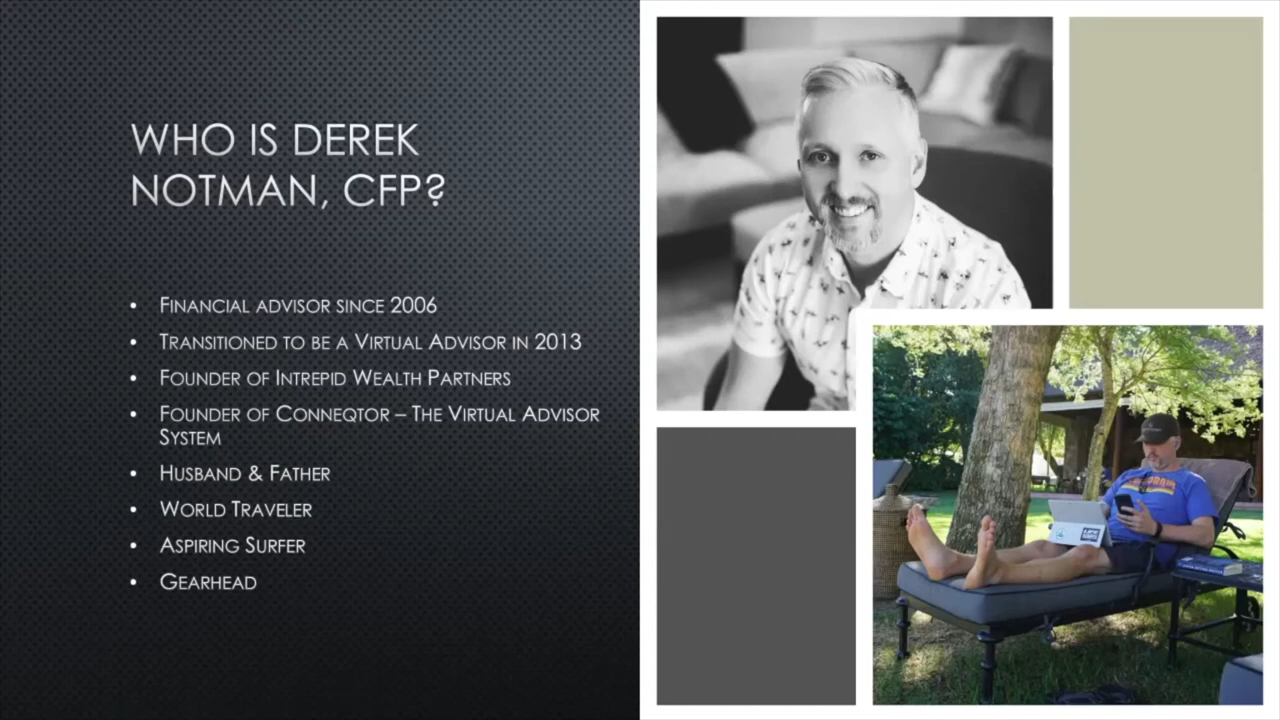 WHO IS DEREK
NOTMAN, CFP?
• FINANCIAL ADVISOR SINCE 2006
• TRANSITIONED TO BE A VIRTUAL ADVISOR IN 2013
• FOUNDER OF INTREPID WEALTH PARTNERS
• FOUNDER OF CONNEQTOR – THE VIRTUAL ADVISOR
SYSTEM
• HUSBAND & FATHER
• WORLD TRAVELER
• ASPIRING SURFER
• GEARHEAD